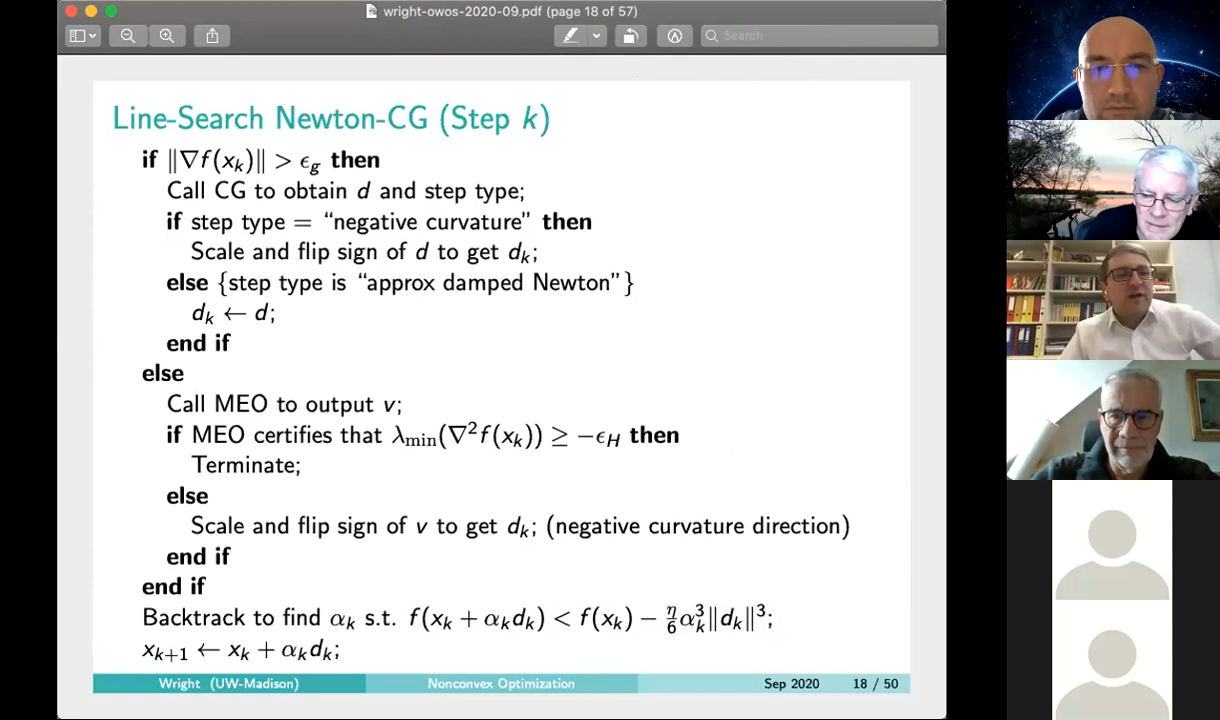 wright-owos-2020-09.pdf (page 18 of 57)
Search
Line-Search Newton-CG (Step k)
if ‖∇f(xₖ)‖ > ϵ_g then
Call CG to obtain d and step type;
if step type = “negative curvature” then
Scale and flip sign of d to get dₖ;
else {step type is “approx damped Newton”}
dₖ ← d;
end if
else
Call MEO to output v;
if MEO certifies that λ_min(∇²f(xₖ)) ≥ −ϵ_H then
Terminate;
else
Scale and flip sign of v to get dₖ; (negative curvature direction)
end if
end if
Backtrack to find αₖ s.t. f(xₖ + αₖdₖ) < f(xₖ) − η/6 αₖ³‖dₖ‖³;
xₖ₊₁ ← xₖ + αₖdₖ;
Wright (UW-Madison) Nonconvex Optimization Sep 2020 18 / 50